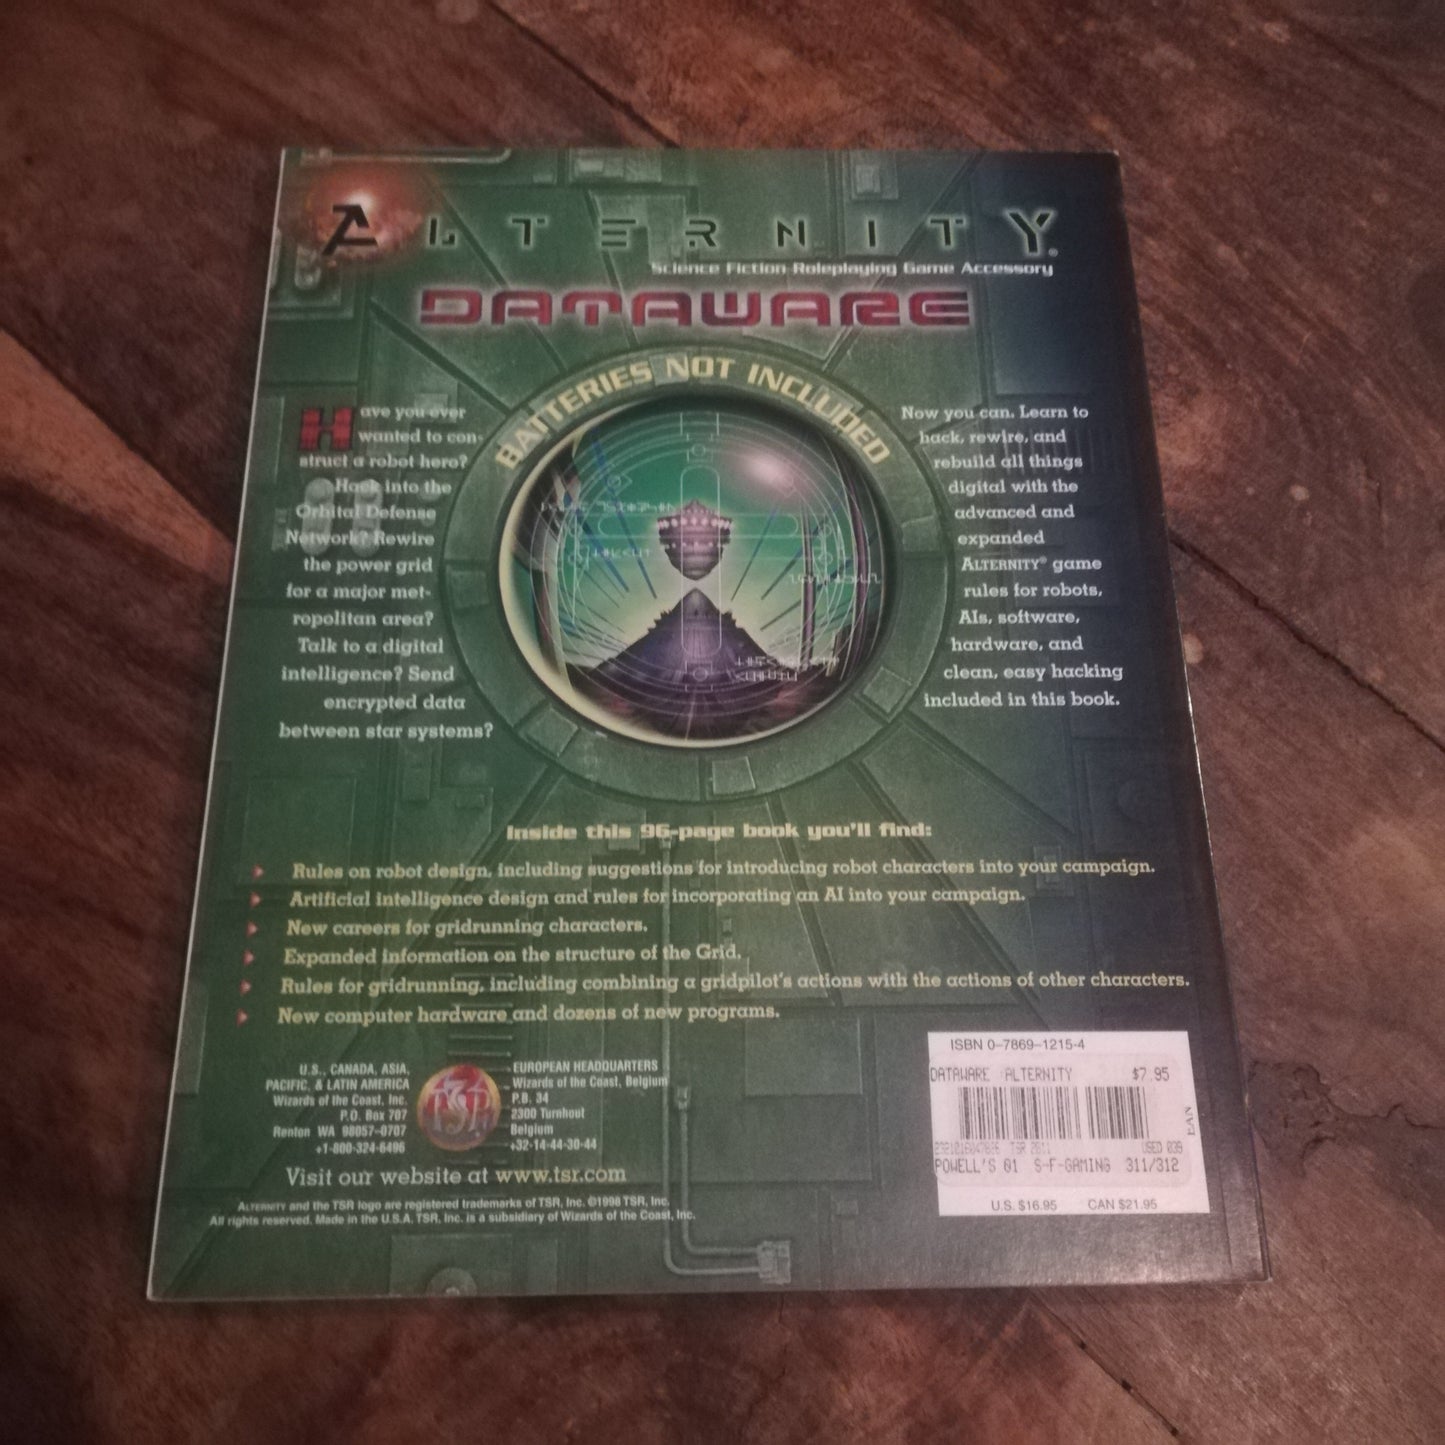 ALTERNITY®
Science Fiction Roleplaying Game Accessory
DATAWARE
BATTERIES NOT INCLUDED
Have you ever
wanted to con-
struct a robot hero?
Hack into the
Orbital Defense
Network? Rewire
the power grid
for a major met-
ropolitan area?
Talk to a digital
intelligence? Send
encrypted data
between star systems?
Now you can. Learn to
hack, rewire, and
rebuild all things
digital with the
advanced and
expanded
ALTERNITY® game
rules for robots,
AIs, software,
hardware, and
clean, easy hacking
included in this book.
Inside this 96-page book you'll find:
Rules on robot design, including suggestions for introducing robot characters into your campaign.
Artificial intelligence design and rules for incorporating an AI into your campaign.
New careers for gridrunning characters.
Expanded information on the structure of the Grid.
Rules for gridrunning, including combining a gridpilot's actions with the actions of other characters.
New computer hardware and dozens of new programs.
U.S., CANADA, ASIA,
PACIFIC, & LATIN AMERICA
Wizards of the Coast, Inc.
P.O. Box 707
Renton WA 98057-0707
+1-800-324-6496
TSR
EUROPEAN HEADQUARTERS
Wizards of the Coast, Belgium
P.B. 34
2300 Turnhout
Belgium
+32-14-44-30-44
Visit our website at www.tsr.com
ALTERNITY and the TSR logo are registered trademarks of TSR, Inc. ©1998 TSR, Inc.
All rights reserved. Made in the U.S.A. TSR, Inc. is a subsidiary of Wizards of the Coast, Inc.
ISBN 0-7869-1215-4
DATAWARE ALTERNITY $7.95
EAN
TSR 2811 USED 039
POWELL'S 01 S-F-GAMING 311/312
U.S. $16.95 CAN $21.95